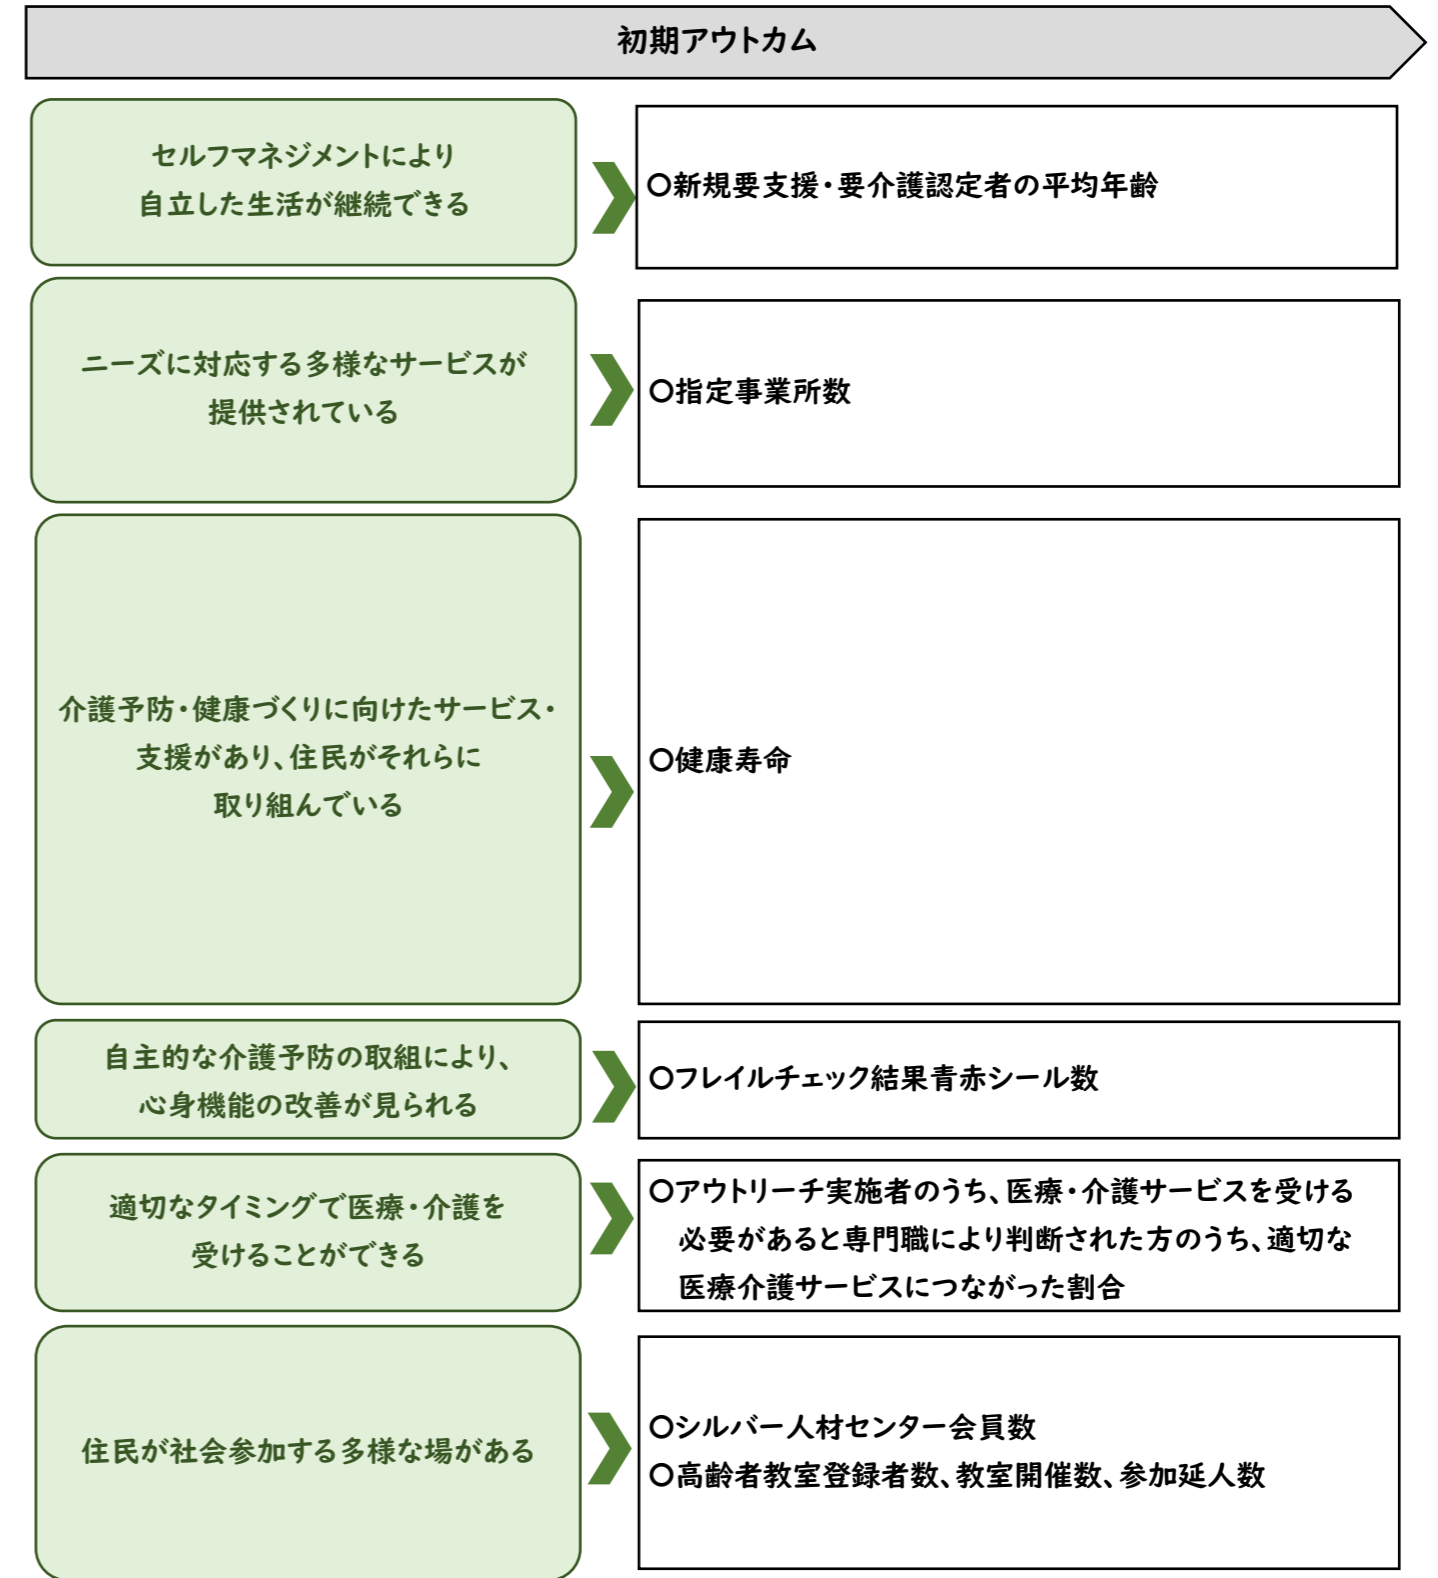 初期アウトカム
セルフマネジメントにより
自立した生活が継続できる
〇新規要支援・要介護認定者の平均年齢
ニーズに対応する多様なサービスが
提供されている
〇指定事業所数
介護予防・健康づくりに向けたサービス・
支援があり、住民がそれらに
取り組んでいる
〇健康寿命
自主的な介護予防の取組により、
心身機能の改善が見られる
〇フレイルチェック結果青赤シール数
適切なタイミングで医療・介護を
受けることができる
〇アウトリーチ実施者のうち、医療・介護サービスを受ける
必要があると専門職により判断された方のうち、適切な
医療介護サービスにつながった割合
住民が社会参加する多様な場がある
〇シルバー人材センター会員数
〇高齢者教室登録者数、教室開催数、参加延人数